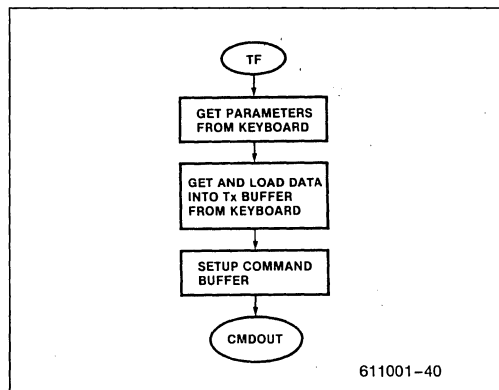 TF
GET PARAMETERS
FROM KEYBOARD
GET AND LOAD DATA
INTO Tx BUFFER
FROM KEYBOARD
SETUP COMMAND
BUFFER
CMDOUT
611001-40